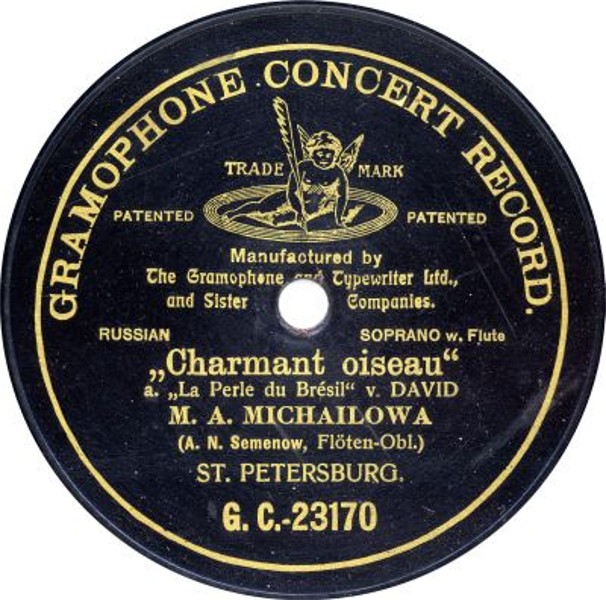 GRAMOPHONE CONCERT RECORD.
TRADE MARK
PATENTED PATENTED
Manufactured by
The Gramophone and Typewriter Ltd.,
and Sister Companies.
RUSSIAN SOPRANO w. Flute
„Charmant oiseau“
a. „La Perle du Brésil“ v. DAVID
M. A. MICHAILOWA
(A. N. Semenow, Flöten-Obl.)
ST. PETERSBURG.
G. C.-23170